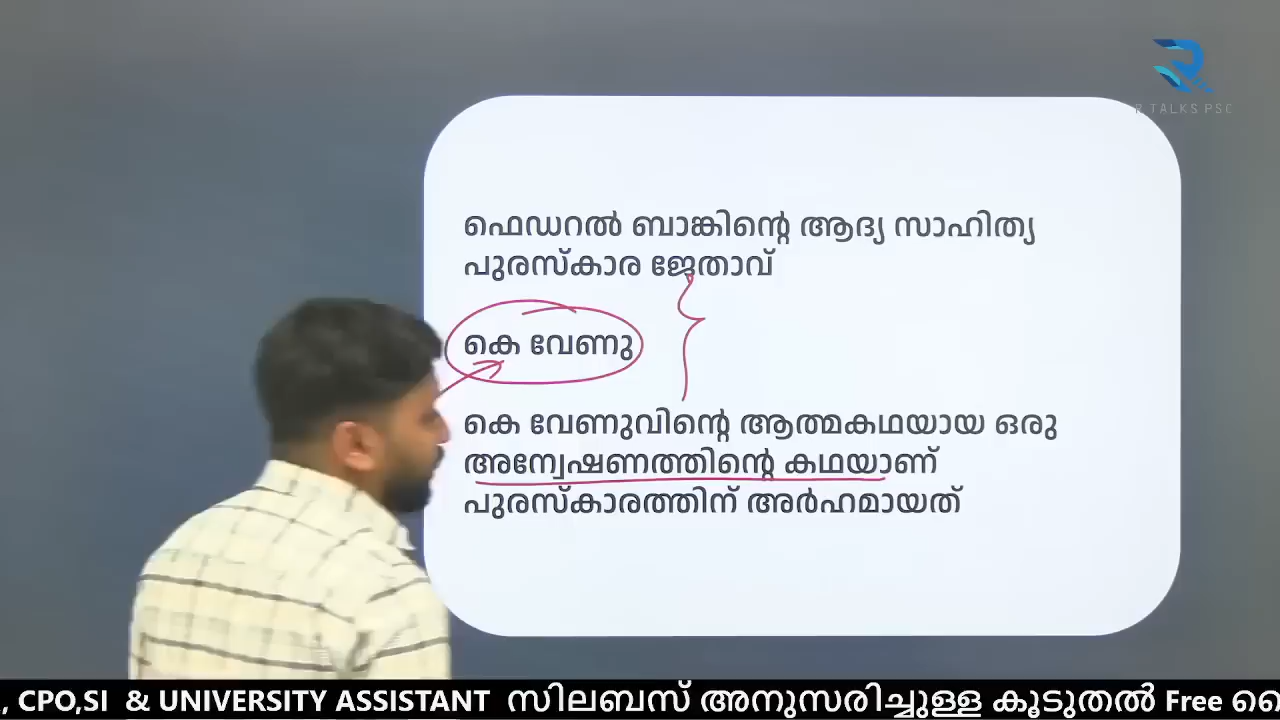 R TALKS PSC
ഫെഡറൽ ബാങ്കിന്റെ ആദ്യ സാഹിത്യ
പുരസ്കാര ജേതാവ്
കെ വേണു
കെ വേണുവിന്റെ ആത്മകഥയായ ഒരു
അന്വേഷണത്തിന്റെ കഥയാണ്
പുരസ്കാരത്തിന് അർഹമായത്
, CPO,SI & UNIVERSITY ASSISTANT സിലബസ് അനുസരിച്ചുള്ള കൂടുതൽ Free